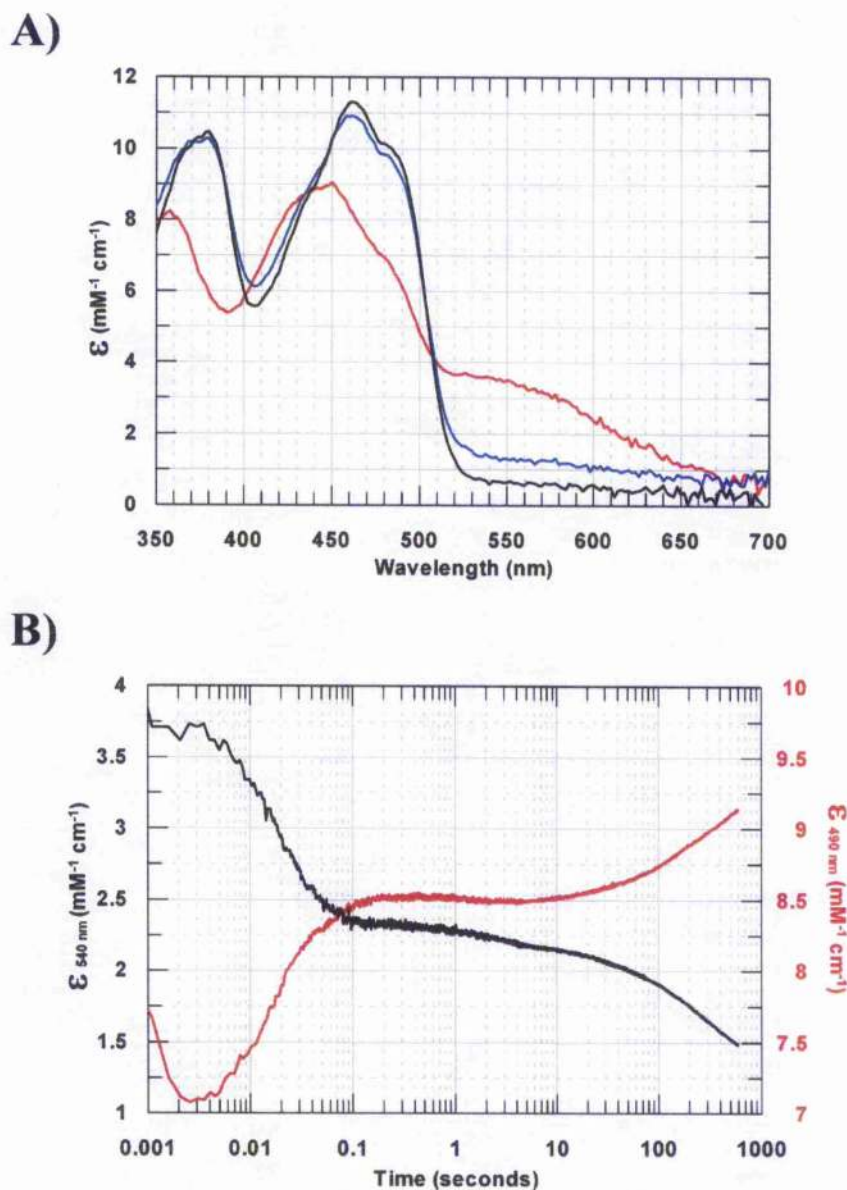 A)
12
10
8
6
4
2
0
ε (mM⁻¹ cm⁻¹)
350 400 450 500 550 600 650 700
Wavelength (nm)
B)
4
3.5
3
2.5
2
1.5
1
ε 540 nm (mM⁻¹ cm⁻¹)
10
9.5
9
8.5
8
7.5
7
ε 490 nm (mM⁻¹ cm⁻¹)
0.001 0.01 0.1 1 10 100 1000
Time (seconds)